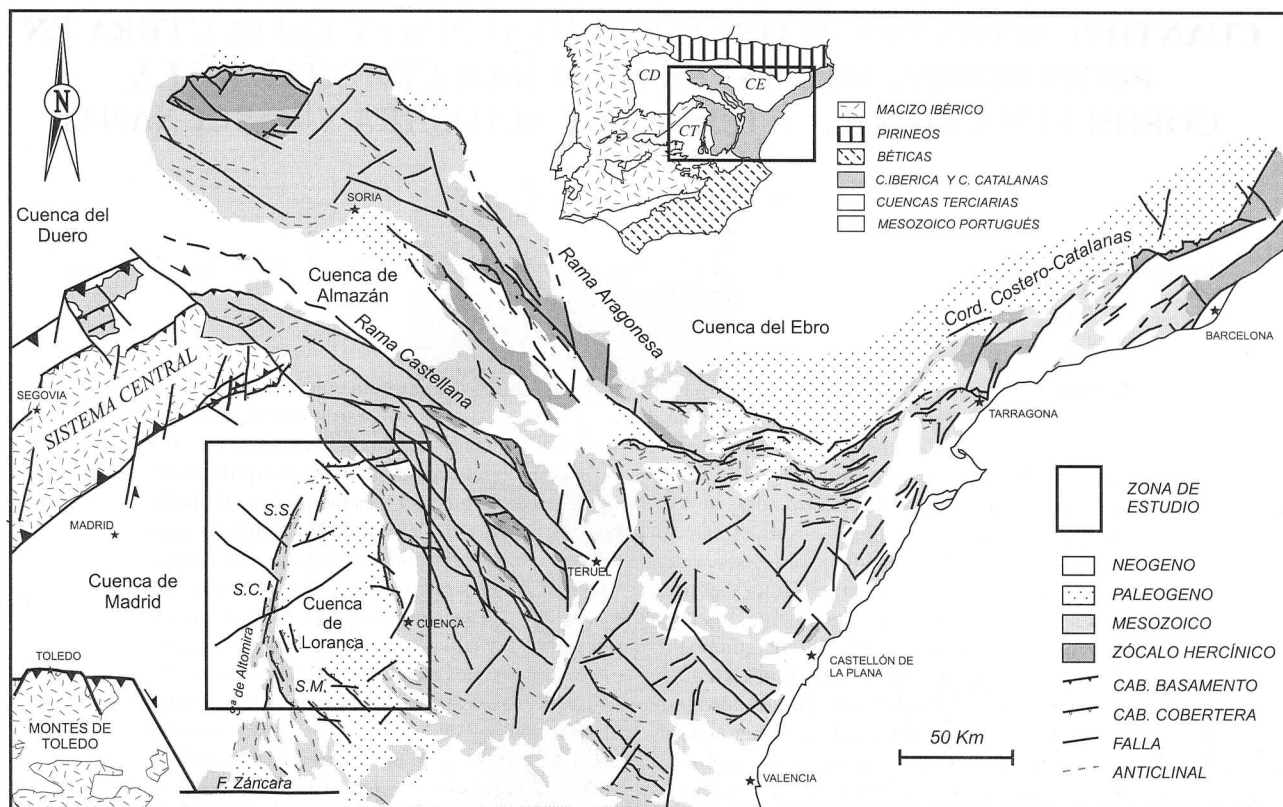 CUANTIF
EN
N
CD
CE
CT
MACIZO IBÉRICO
PIRINEOS
BÉTICAS
C.IBERICA Y C. CATALANAS
CUENCAS TERCIARIAS
MESOZOICO PORTUGUÉS
SORIA
Cuenca del
Duero
Cuenca de
Almazán
Rama Aragonesa
Cord. Costero-Catalanas
Cuenca del Ebro
BARCELONA
Rama Castellana
SISTEMA CENTRAL
SEGOVIA
TARRAGONA
MADRID
S.S.
Cuenca de
Madrid
S.C.
Cuenca
de
Loranca
CUENCA
TERUEL
Sª de Altomira
S.M.
TOLEDO
MONTES DE
TOLEDO
F. Záncara
CASTELLÓN DE
LA PLANA
VALENCIA
50 Km
ZONA DE
ESTUDIO
NEOGENO
PALEOGENO
MESOZOICO
ZÓCALO HERCÍNICO
CAB. BASAMENTO
CAB. COBERTERA
FALLA
ANTICLINAL